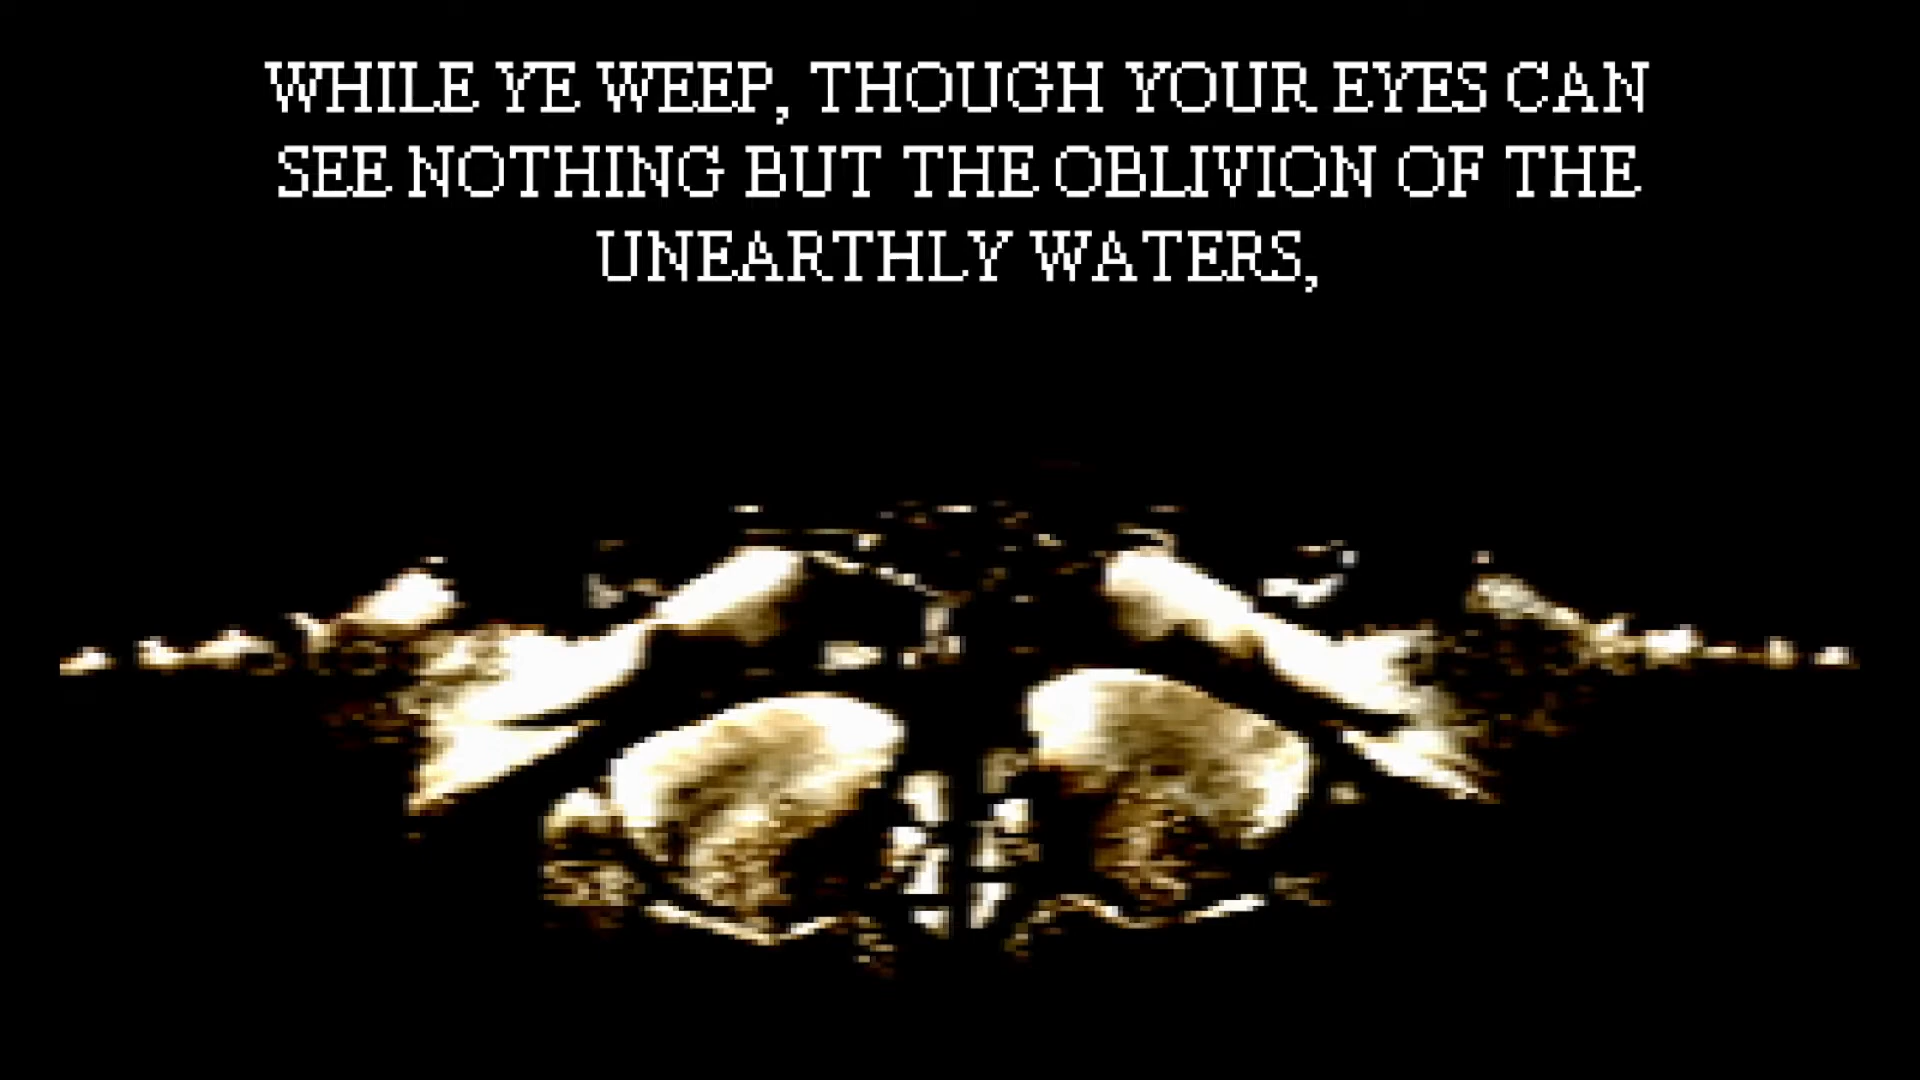 WHILE YE WEEP, THOUGH YOUR EYES CAN
SEE NOTHING BUT THE OBLIVION OF THE
UNEARTHLY WATERS,